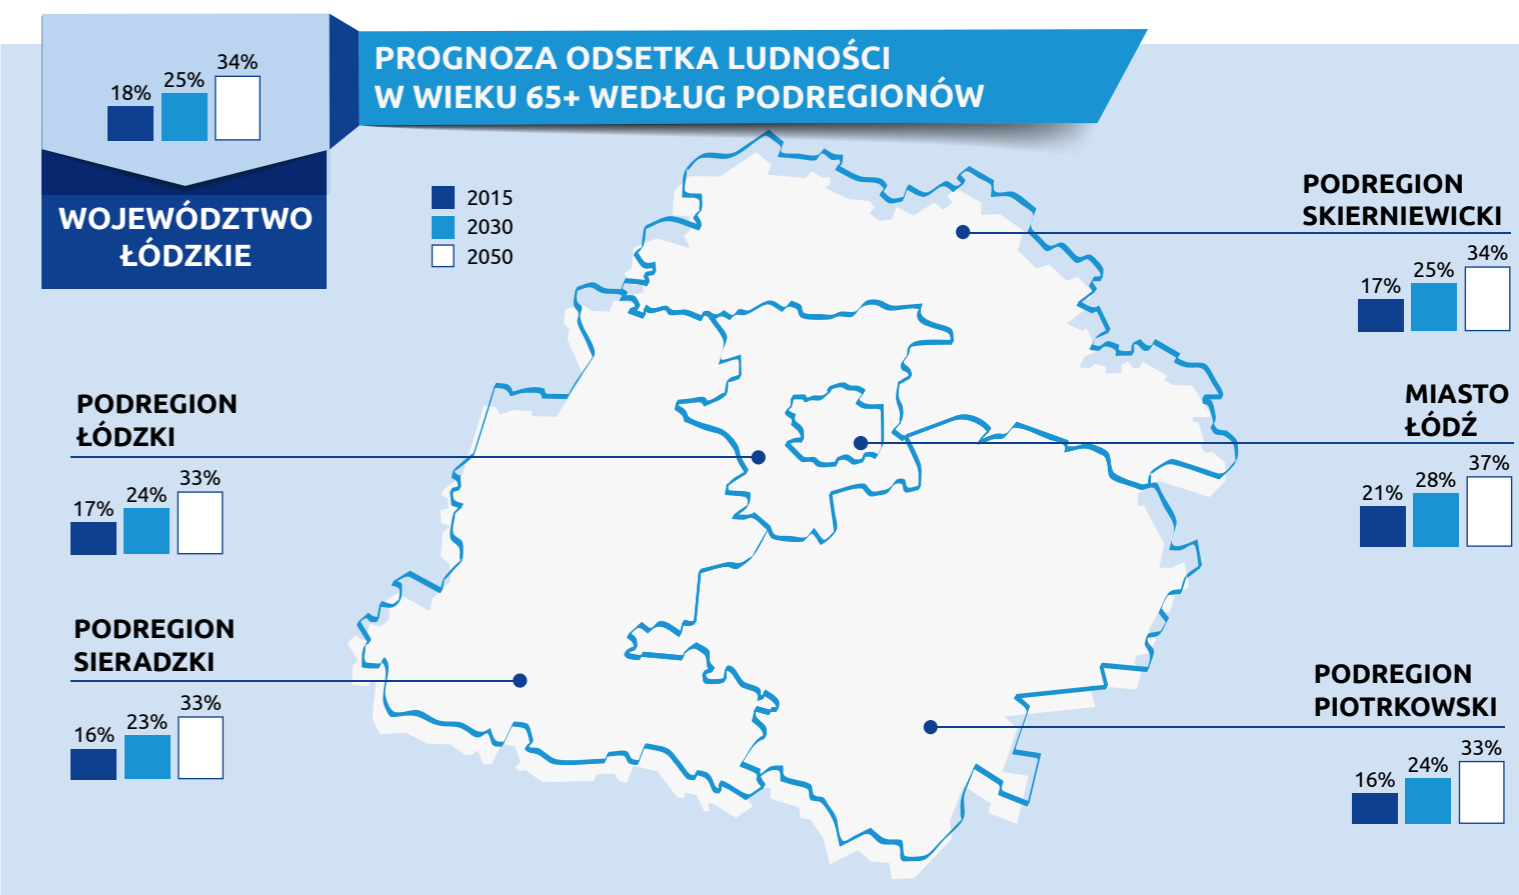 PROGNOZA ODSETKA LUDNOŚCI
W WIEKU 65+ WEDŁUG PODREGIONÓW
18% 25% 34%
WOJEWÓDZTWO
ŁÓDZKIE
2015
2030
2050
PODREGION
SKIERNIEWICKI
17% 25% 34%
PODREGION
ŁÓDZKI
17% 24% 33%
MIASTO
ŁÓDŹ
21% 28% 37%
PODREGION
SIERADZKI
16% 23% 33%
PODREGION
PIOTRKOWSKI
16% 24% 33%